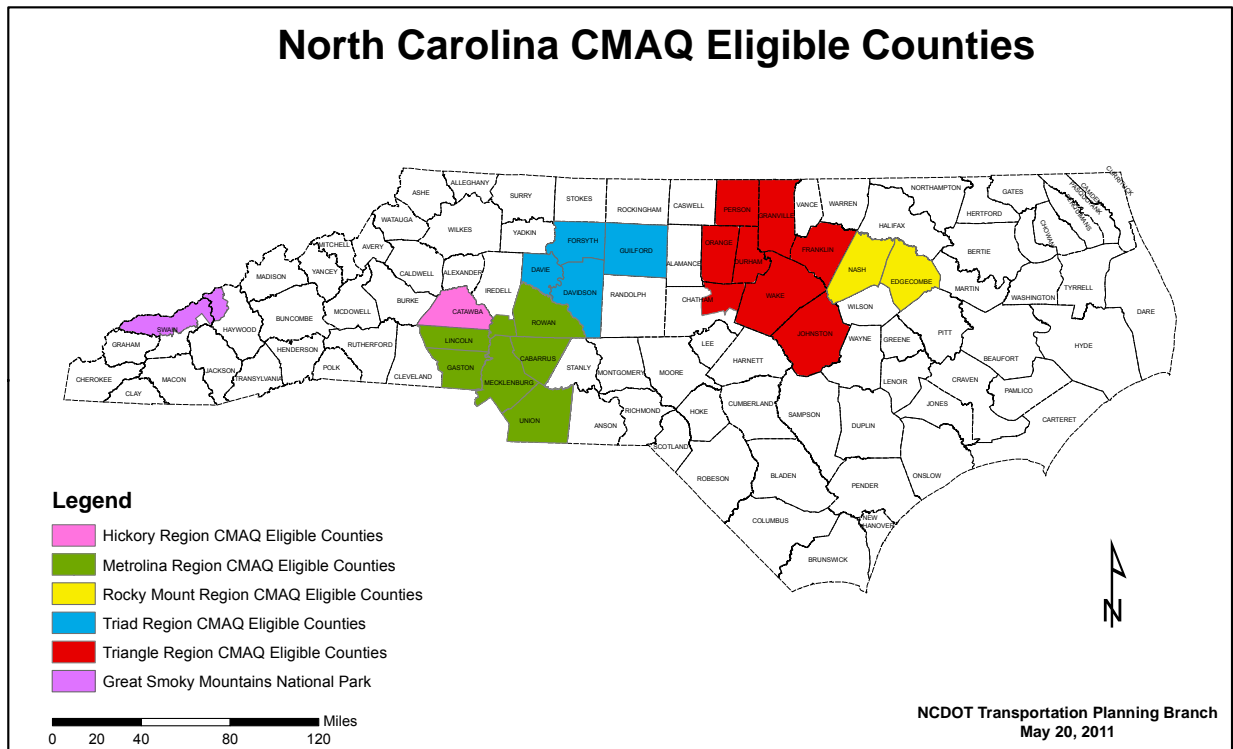 North Carolina CMAQ Eligible Counties
ALLEGHANY
ASHE
SURRY
STOKES
ROCKINGHAM
CASWELL
PERSON
GRANVILLE
VANCE
WARREN
NORTHAMPTON
GATES
CURRITUCK
CAMDEN
PASQUOTANK
PERQUIMANS
CHOWAN
HERTFORD
HALIFAX
WATAUGA
WILKES
YADKIN
FORSYTH
GUILFORD
ALAMANCE
ORANGE
DURHAM
FRANKLIN
NASH
EDGECOMBE
BERTIE
MITCHELL
AVERY
MADISON
YANCEY
CALDWELL
ALEXANDER
IREDELL
DAVIE
DAVIDSON
RANDOLPH
CHATHAM
WAKE
WILSON
MARTIN
WASHINGTON
TYRRELL
DARE
BURKE
CATAWBA
ROWAN
JOHNSTON
SWAIN
HAYWOOD
BUNCOMBE
MCDOWELL
GRAHAM
RUTHERFORD
LINCOLN
CABARRUS
LEE
HARNETT
WAYNE
GREENE
PITT
BEAUFORT
HYDE
HENDERSON
POLK
CLEVELAND
GASTON
MECKLENBURG
STANLY
MONTGOMERY
MOORE
CHEROKEE
MACON
JACKSON
TRANSYLVANIA
CLAY
UNION
ANSON
RICHMOND
HOKE
CUMBERLAND
SAMPSON
LENOIR
CRAVEN
PAMLICO
JONES
CARTERET
SCOTLAND
DUPLIN
ROBESON
BLADEN
ONSLOW
PENDER
COLUMBUS
NEW
HANOVER
BRUNSWICK
Legend
Hickory Region CMAQ Eligible Counties
Metrolina Region CMAQ Eligible Counties
Rocky Mount Region CMAQ Eligible Counties
Triad Region CMAQ Eligible Counties
Triangle Region CMAQ Eligible Counties
Great Smoky Mountains National Park
Miles
0 20 40 80 120
N
NCDOT Transportation Planning Branch
May 20, 2011